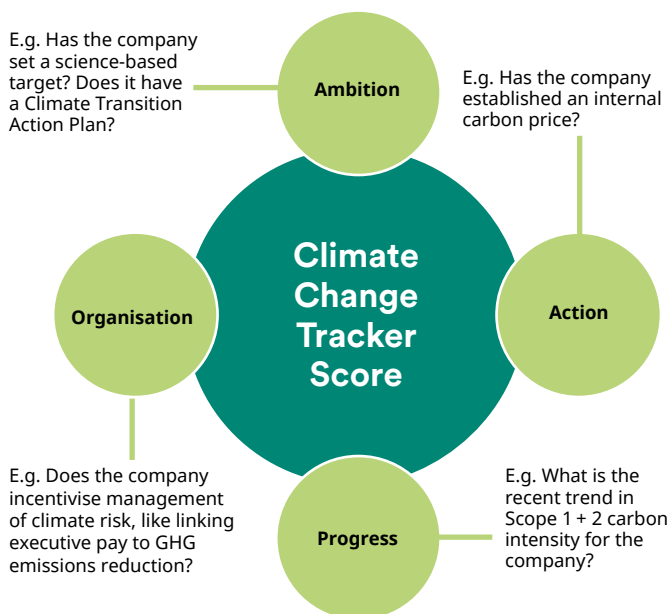 E.g. Has the company
set a science-based
target? Does it have
a Climate Transition
Action Plan?
Ambition
E.g. Has the company
established an internal
carbon price?
Climate
Change
Tracker
Score
Organisation
Action
E.g. Does the company
incentivise management
of climate risk, like linking
executive pay to GHG
emissions reduction?
Progress
E.g. What is the
recent trend in
Scope 1 + 2 carbon
intensity for the
company?